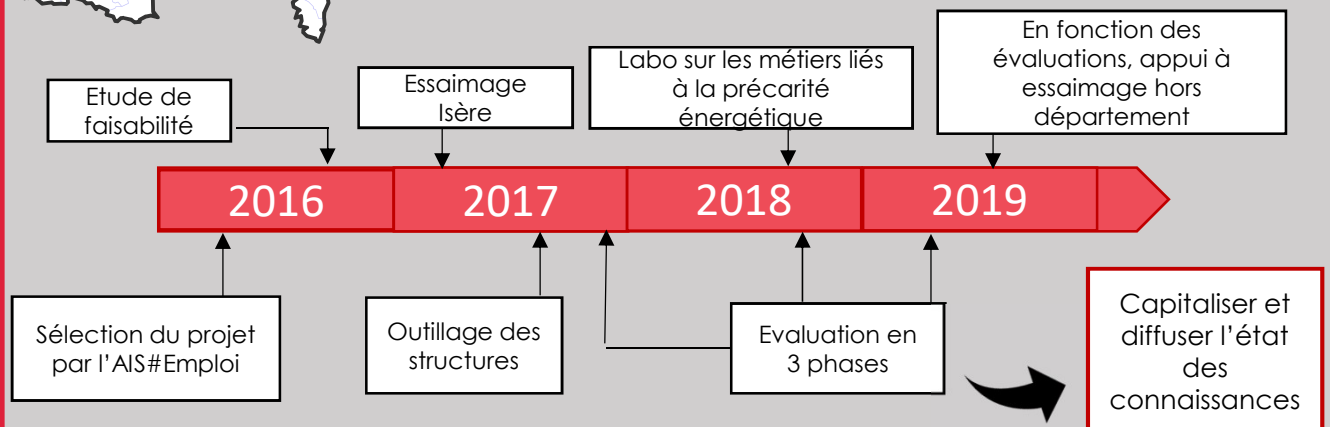 Etude de
faisabilité
Essaimage
Isère
Labo sur les métiers liés
à la précarité
énergétique
En fonction des
évaluations, appui à
essaimage hors
département
2016
2017
2018
2019
Sélection du projet
par l'AIS#Emploi
Outillage des
structures
Evaluation en
3 phases
Capitaliser et
diffuser l'état
des
connaissances